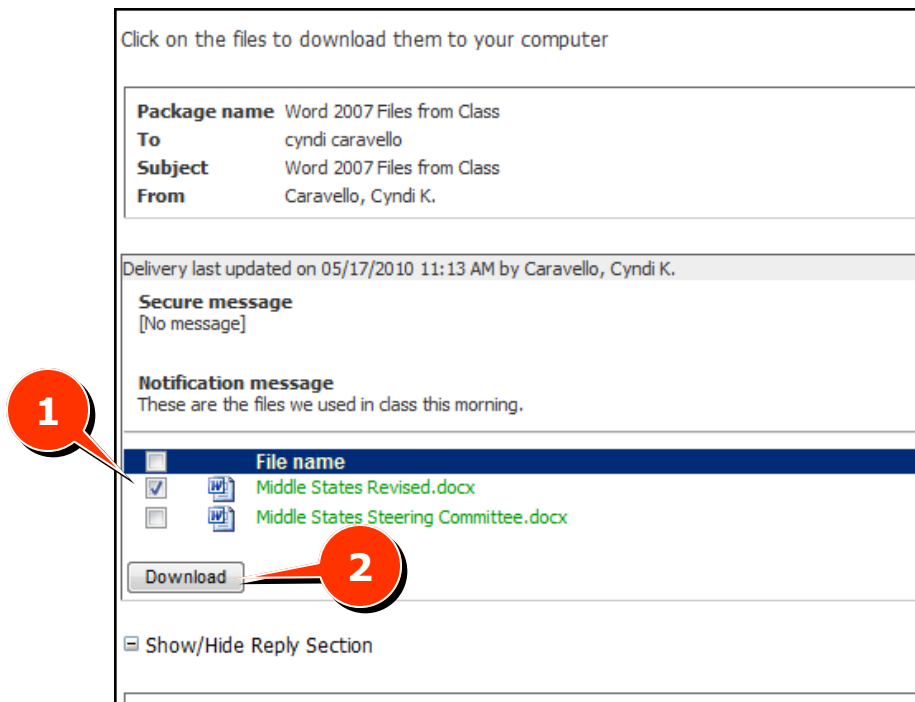 Click on the files to download them to your computer
Package name Word 2007 Files from Class
To cyndi caravello
Subject Word 2007 Files from Class
From Caravello, Cyndi K.
Delivery last updated on 05/17/2010 11:13 AM by Caravello, Cyndi K.
Secure message
[No message]
Notification message
These are the files we used in class this morning.
1
File name
Middle States Revised.docx
Middle States Steering Committee.docx
Download
2
Show/Hide Reply Section